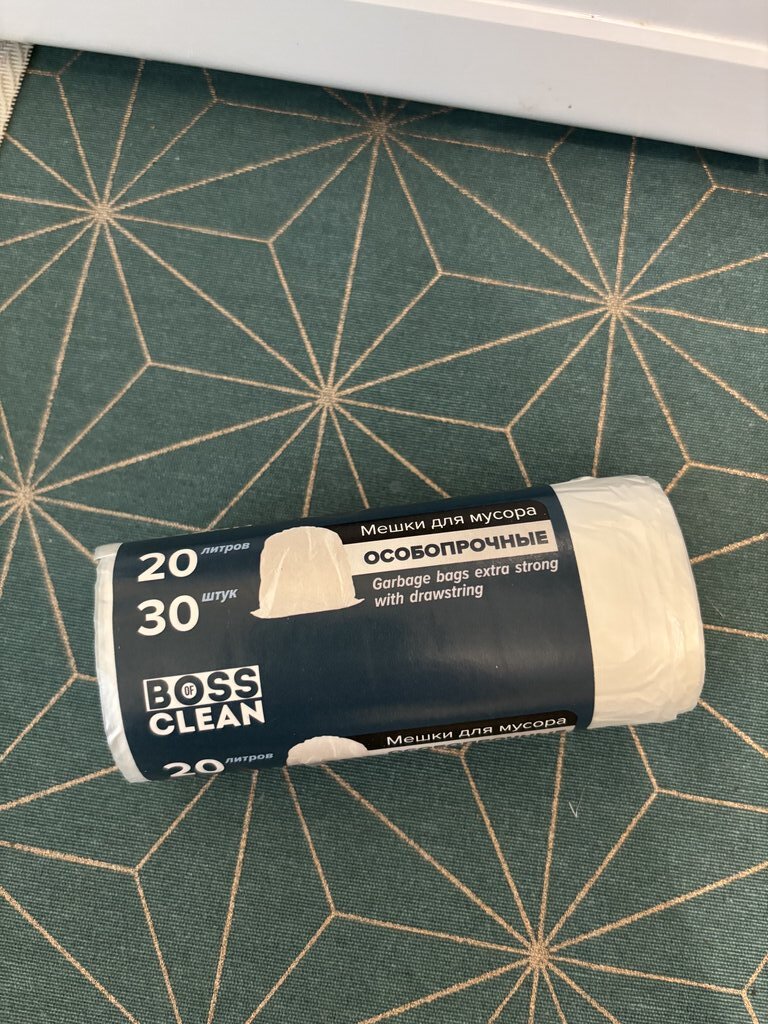 20 литров
30 штук
Мешки для мусора
ОСОБОПРОЧНЫЕ
Garbage bags extra strong
with drawstring
BOSS
OF
CLEAN
20 литров
Мешки для мусора